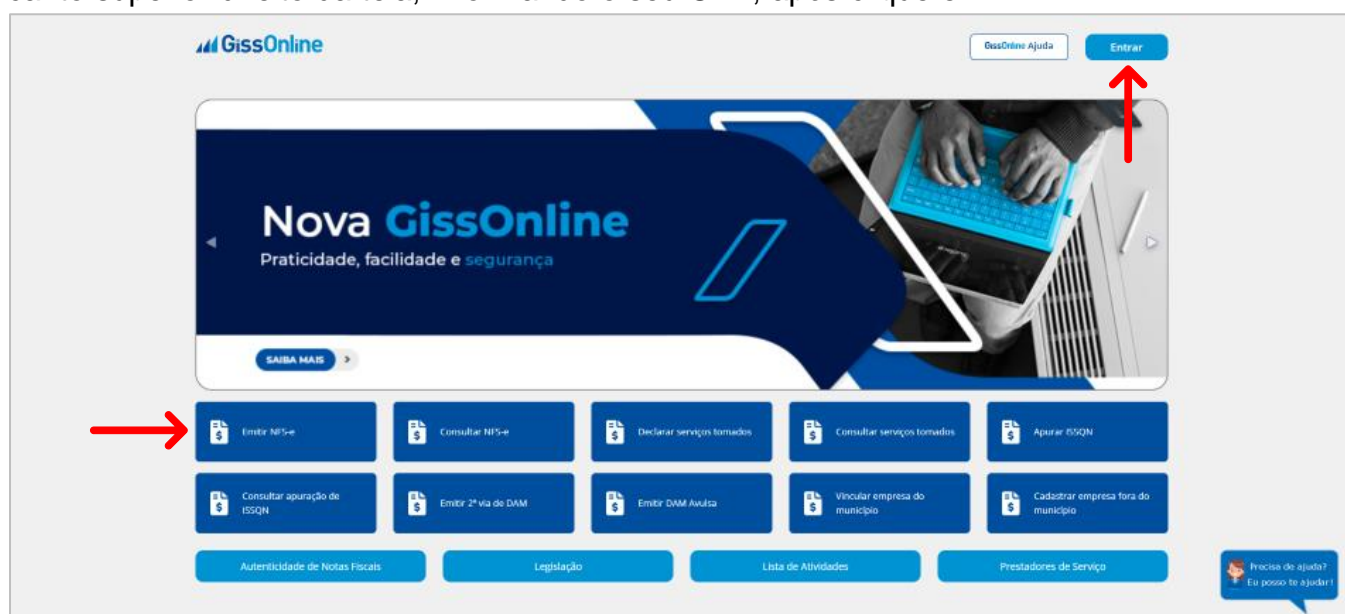 GissOnline
GissOnline Ajuda
Entrar
Nova GissOnline
Praticidade, facilidade e segurança
SAIBA MAIS
Emitir NFS-e
Consultar NFS-e
Declarar serviços tomados
Consultar serviços tomados
Apurar ISSQN
Consultar apuração de
ISSQN
Emitir 2ª via de DAM
Emitir DAM Avulsa
Vincular empresa do
município
Cadastrar empresa fora do
município
Autenticidade de Notas Fiscais
Legislação
Lista de Atividades
Prestadores de Serviço
Precisa de ajuda?
Eu posso te ajudar!